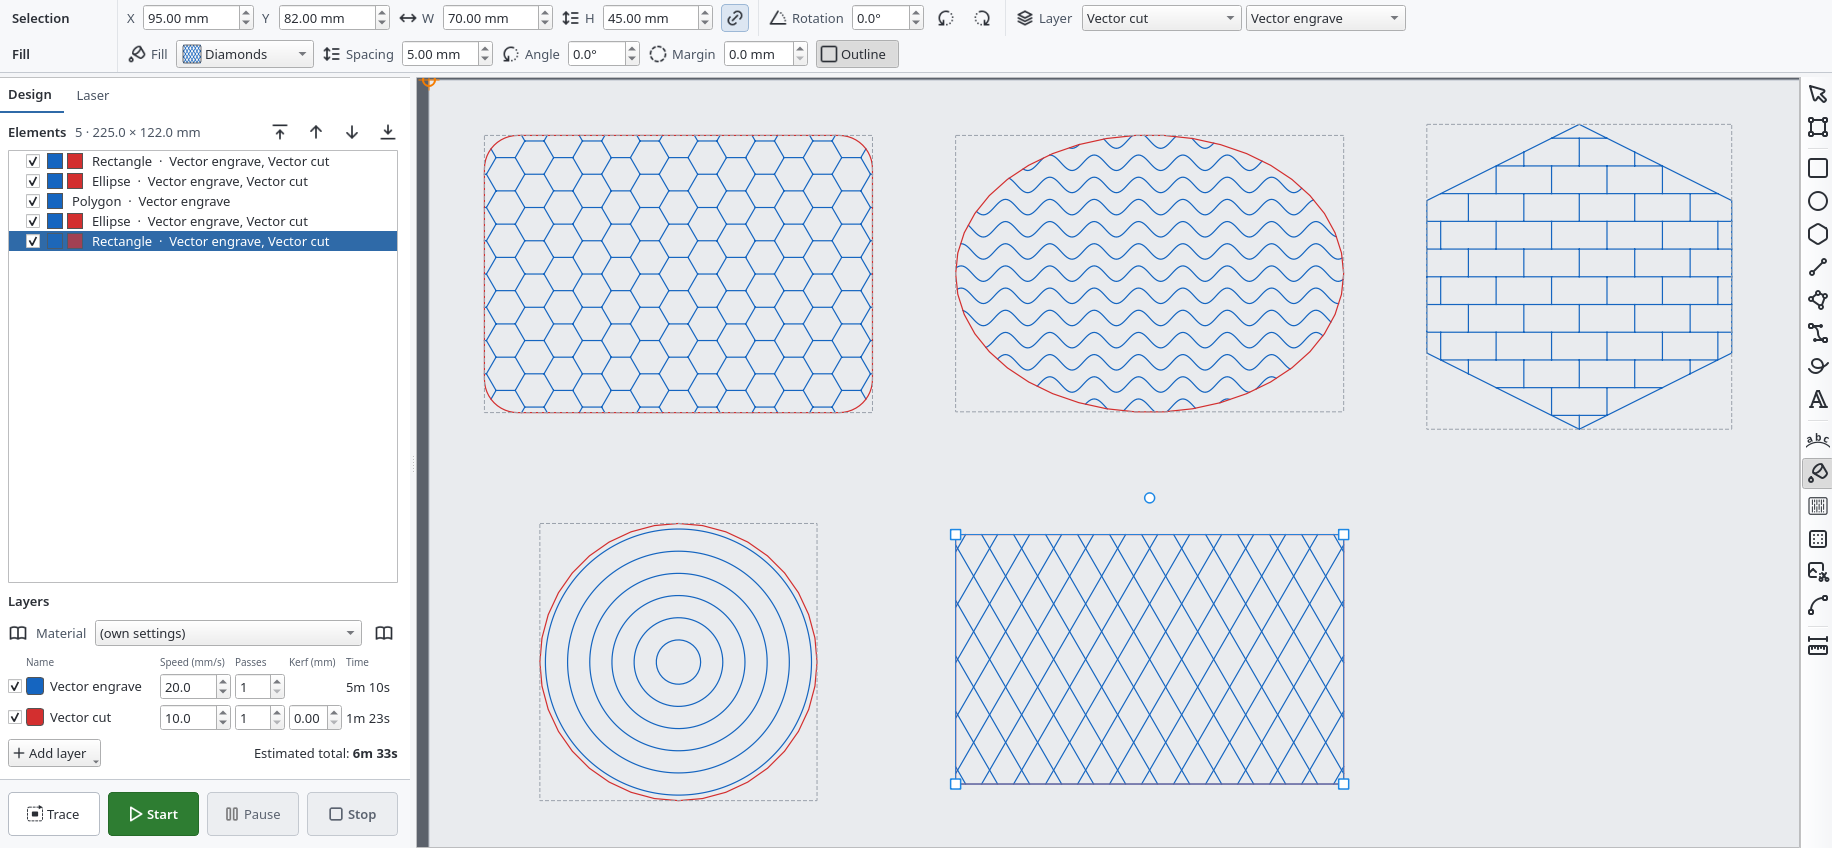 Selection X 95.00 mm Y 82.00 mm W 70.00 mm H 45.00 mm Rotation 0.0° Layer Vector cut Vector engrave
Fill Fill Diamonds Spacing 5.00 mm Angle 0.0° Margin 0.0 mm Outline
Design Laser
Elements 5 · 225.0 × 122.0 mm
Rectangle · Vector engrave, Vector cut
Ellipse · Vector engrave, Vector cut
Polygon · Vector engrave
Ellipse · Vector engrave, Vector cut
Rectangle · Vector engrave, Vector cut
Layers
Material (own settings)
Name Speed (mm/s) Passes Kerf (mm) Time
Vector engrave 20.0 1 5m 10s
Vector cut 10.0 1 0.00 1m 23s
Add layer Estimated total: 6m 33s
Trace Start Pause Stop
A
abc